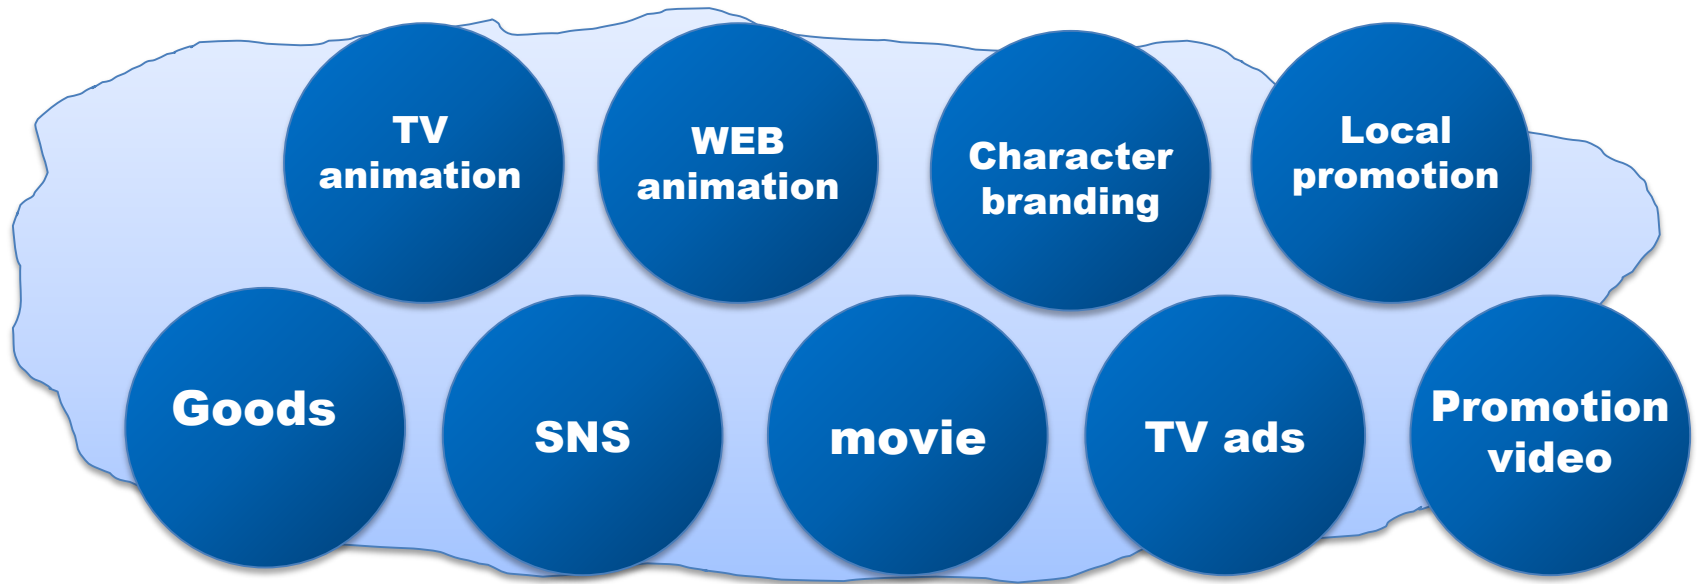 TV
animation
WEB
animation
Character
branding
Local
promotion
Goods
SNS
movie
TV ads
Promotion
video